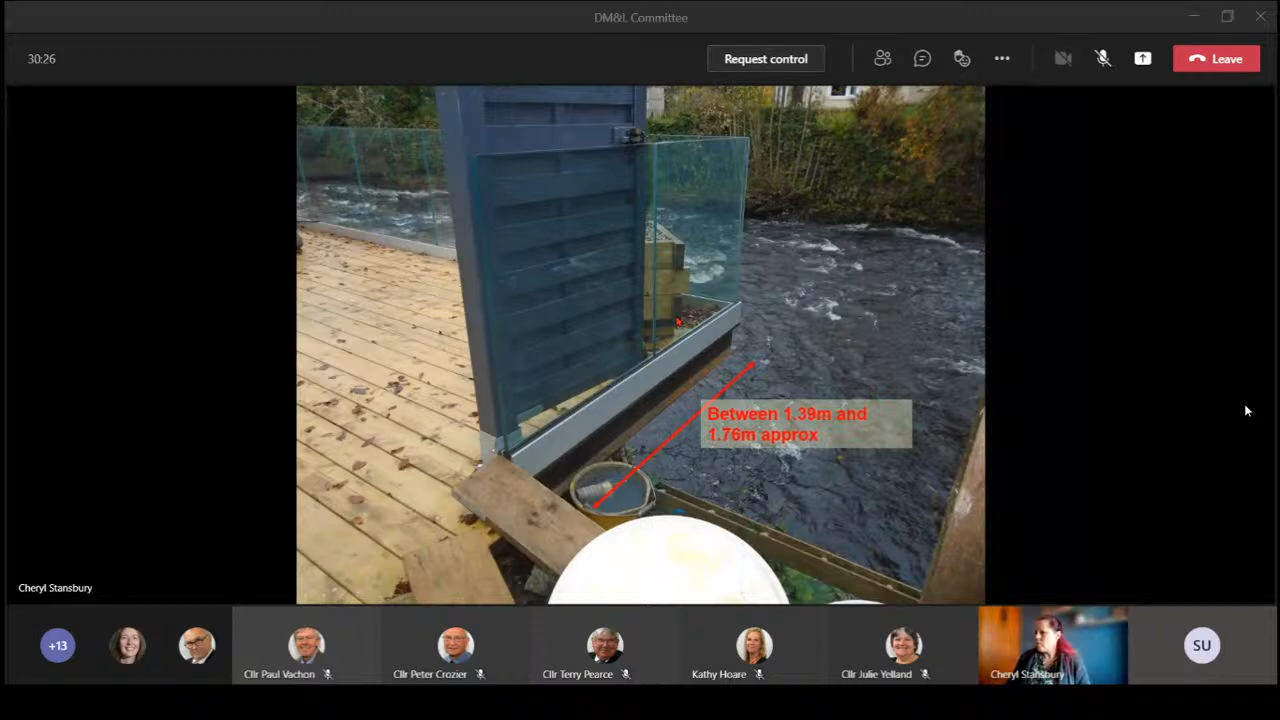 DM&L Committee
30:26
Request control
Leave
Between 1.39m and
1.76m approx
Cheryl Stansbury
+13
Cllr Paul Vachon
Cllr Peter Crozier
Cllr Terry Pearce
Kathy Hoare
Cllr Julie Yelland
Cheryl Stansbury
SU